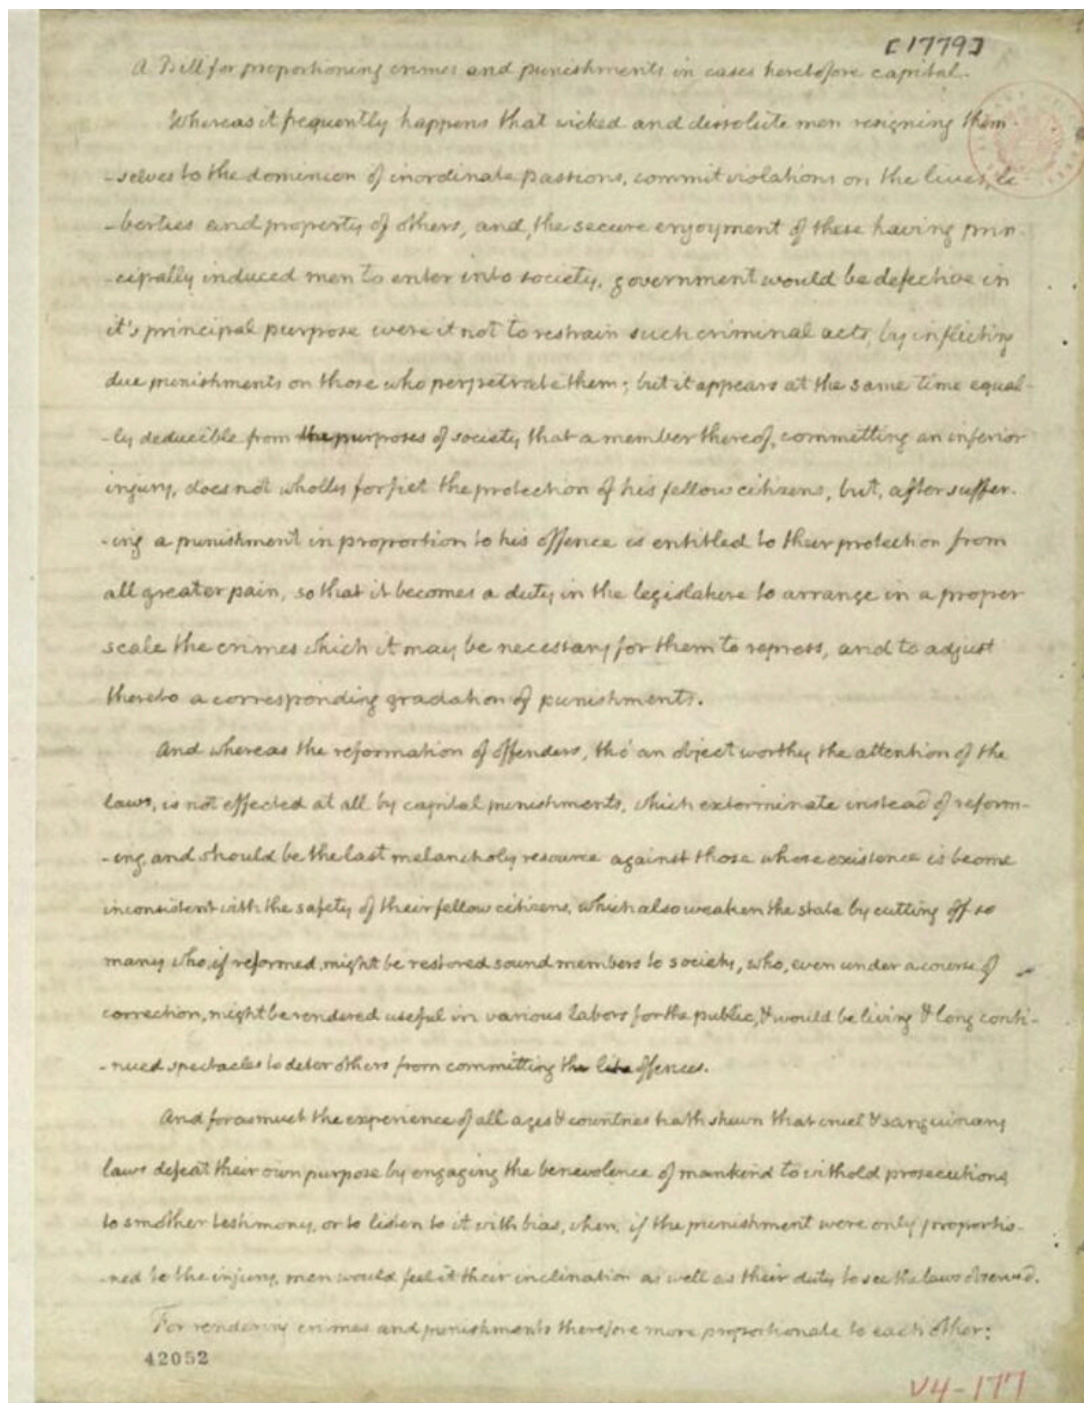 [1779]
A Bill for proportioning crimes and punishments in cases heretofore capital.
Whereas it frequently happens that wicked and dissolute men resigning them-
-selves to the dominion of inordinate passions, commit violations on the lives, li-
-berties and property of others, and, the secure enjoyment of these having prin-
-cipally induced men to enter into society, government would be defective in
it's principal purpose were it not to restrain such criminal acts, by inflicting
due punishments on those who perpetrate them; but it appears at the same time equal-
-ly deducible from the purposes of society that a member thereof, committing an inferior
injury, does not wholly forfiet the protection of his fellow citizens, but, after suffer-
-ing a punishment in proportion to his offence is entitled to their protection from
all greater pain, so that it becomes a duty in the legislature to arrange in a proper
scale the crimes which it may be necessary for them to repress, and to adjust
thereto a corresponding gradation of punishments.
And whereas the reformation of offenders, tho' an object worthy the attention of the
laws, is not effected at all by capital punishments, which exterminate instead of reform-
-ing, and should be the last melancholy resource against those whose existence is become
inconsistent with the safety of their fellow citizens, which also weaken the state by cutting off so
many who, if reformed, might be restored sound members to society, who, even under a course of
correction, might be rendered useful in various labors for the public, & would be living & long conti-
-nued spectacles to deter others from committing the like offences.
And forasmuch the experience of all ages & countries hath shewn that cruel & sanguinary
laws defeat their own purpose by engaging the benevolence of mankind to withold prosecutions,
to smother testimony, or to listen to it with bias, when, if the punishment were only proportio-
-ned to the injury, men would feel it their inclination as well as their duty to see the laws observed.
For rendering crimes and punishments therefore more proportionate to each other:
42052
V4-177